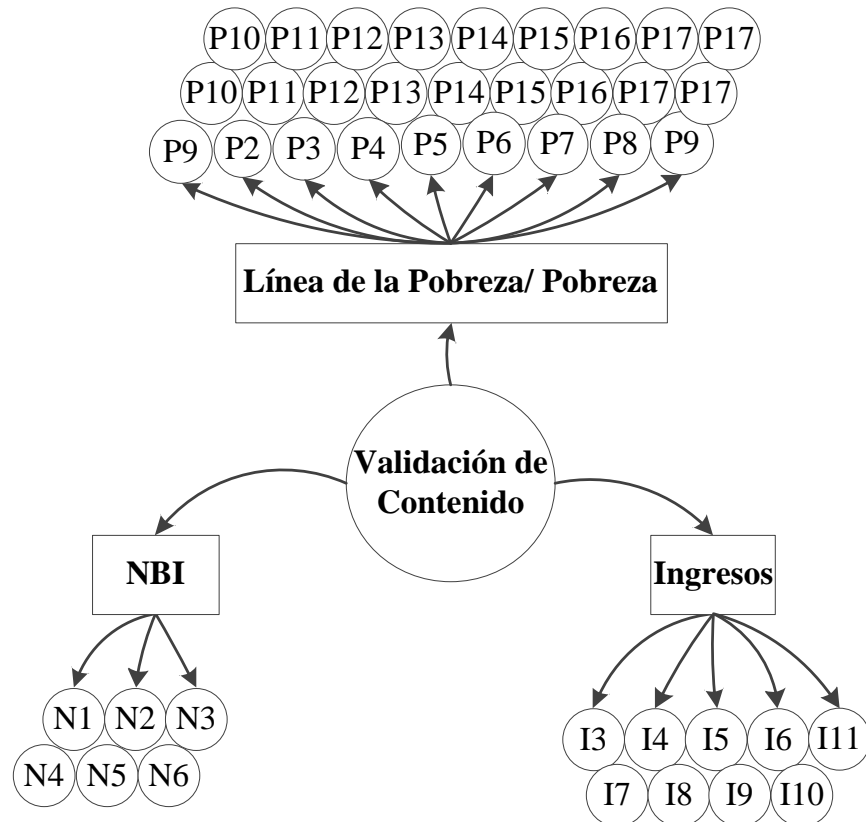 P10 P11 P12 P13 P14 P15 P16 P17 P17
P10 P11 P12 P13 P14 P15 P16 P17 P17
P9 P2 P3 P4 P5 P6 P7 P8 P9
Línea de la Pobreza/ Pobreza
Validación de
Contenido
NBI
Ingresos
N1 N2 N3
N4 N5 N6
I3 I4 I5 I6 I11
I7 I8 I9 I10